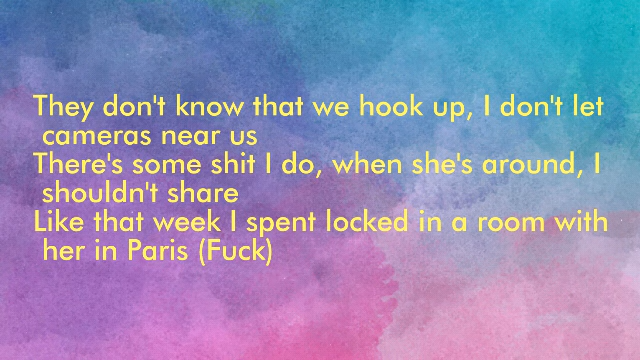 They don't know that we hook up, I don't let
cameras near us
There's some shit I do, when she's around, I
shouldn't share
Like that week I spent locked in a room with
her in Paris (Fuck)